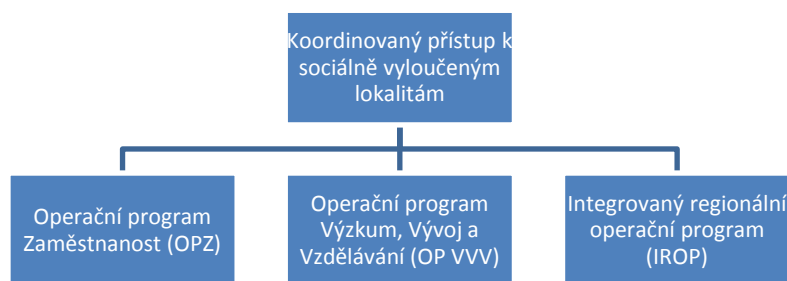 Koordinovaný přístup k
sociálně vyloučeným
lokalitám
Operační program
Zaměstnanost (OPZ)
Operační program
Výzkum, Vývoj a
Vzdělávání (OP VVV)
Integrovaný regionální
operační program
(IROP)